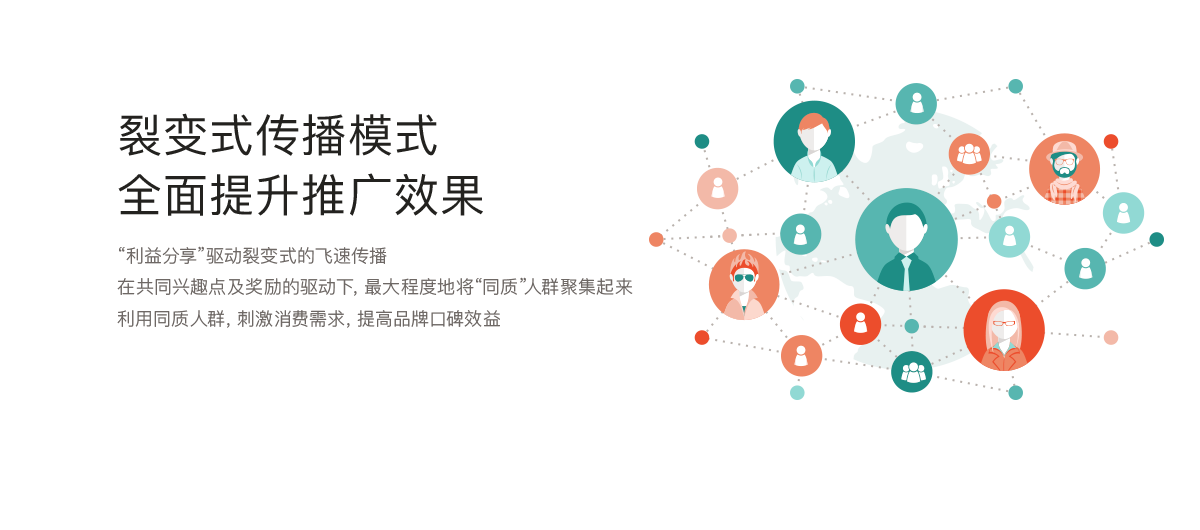 裂变式传播模式
全面提升推广效果
“利益分享”驱动裂变式的飞速传播
在共同兴趣点及奖励的驱动下, 最大程度地将“同质”人群聚集起来
利用同质人群, 刺激消费需求, 提高品牌口碑效益